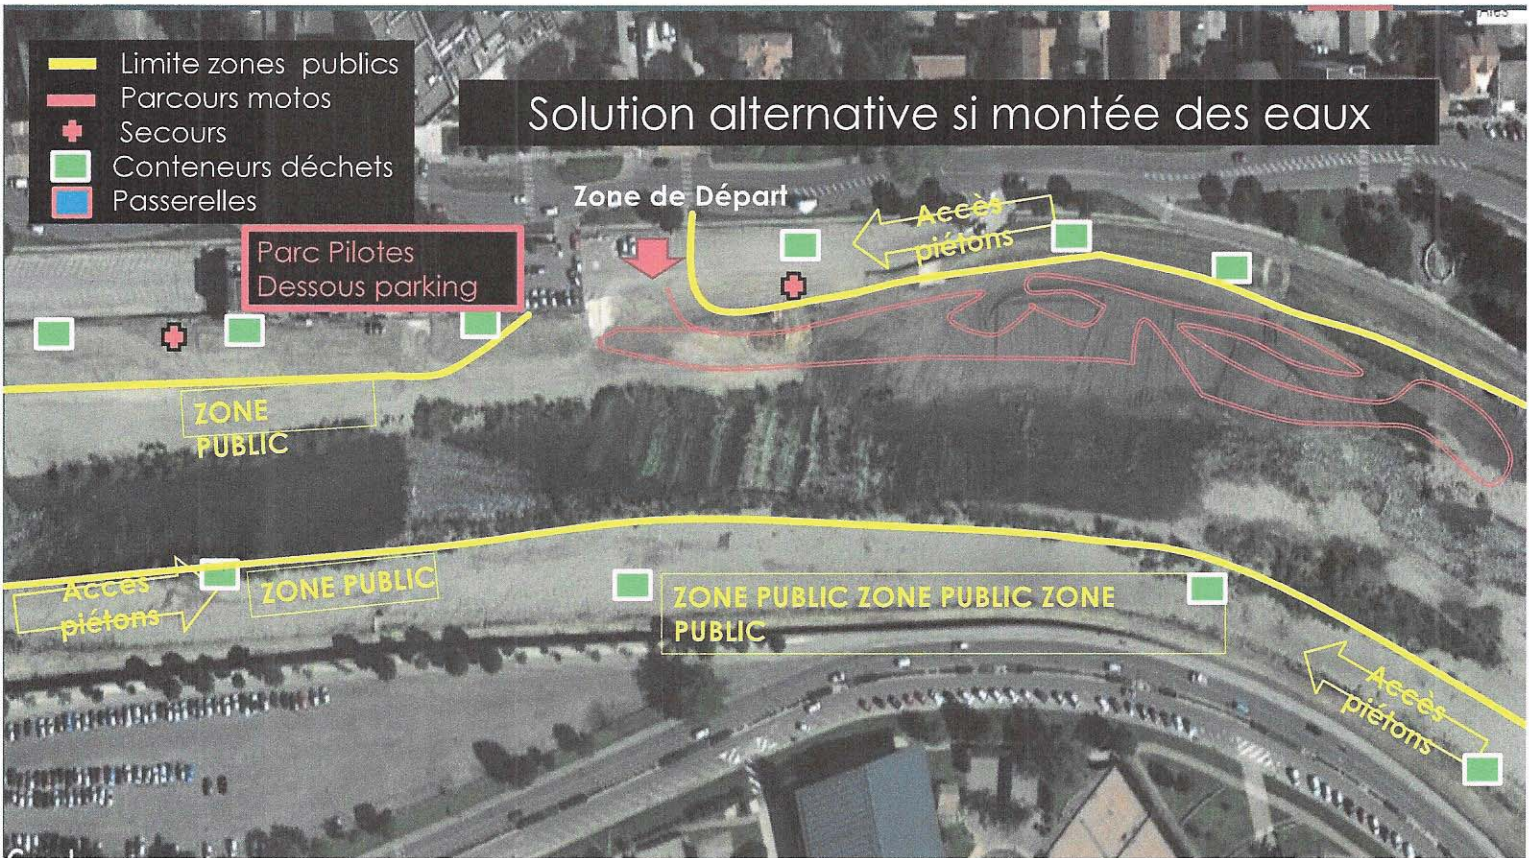 Limite zones publics
Parcours motos
Secours
Conteneurs déchets
Passerelles
Solution alternative si montée des eaux
Zone de Départ
Accès
piétons
Parc Pilotes
Dessous parking
ZONE
PUBLIC
Accès
piétons
ZONE PUBLIC
ZONE PUBLIC ZONE PUBLIC ZONE
PUBLIC
Accès
piétons